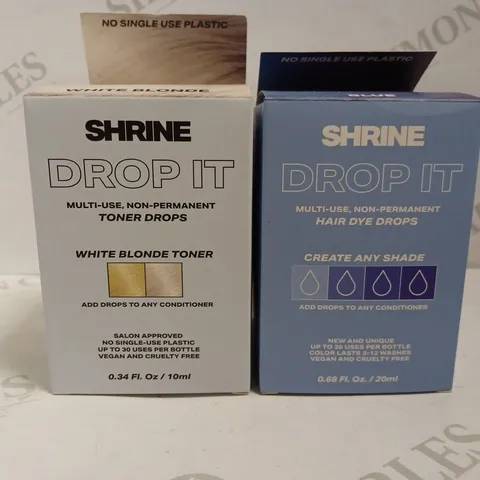 NO SINGLE USE PLASTIC
WHITE BLONDE
SHRINE
DROP IT
MULTI-USE, NON-PERMANENT
TONER DROPS
WHITE BLONDE TONER
ADD DROPS TO ANY CONDITIONER
SALON APPROVED
NO SINGLE-USE PLASTIC
UP TO 30 USES PER BOTTLE
VEGAN AND CRUELTY FREE
0.34 Fl. Oz / 10ml
NO SINGLE USE PLASTIC
BLUE
SHRINE
DROP IT
MULTI-USE, NON-PERMANENT
HAIR DYE DROPS
CREATE ANY SHADE
ADD DROPS TO ANY CONDITIONER
NEW AND UNIQUE
UP TO 30 USES PER BOTTLE
COLOR LASTS 3-12 WASHES
VEGAN AND CRUELTY FREE
0.68 Fl. Oz. / 20ml